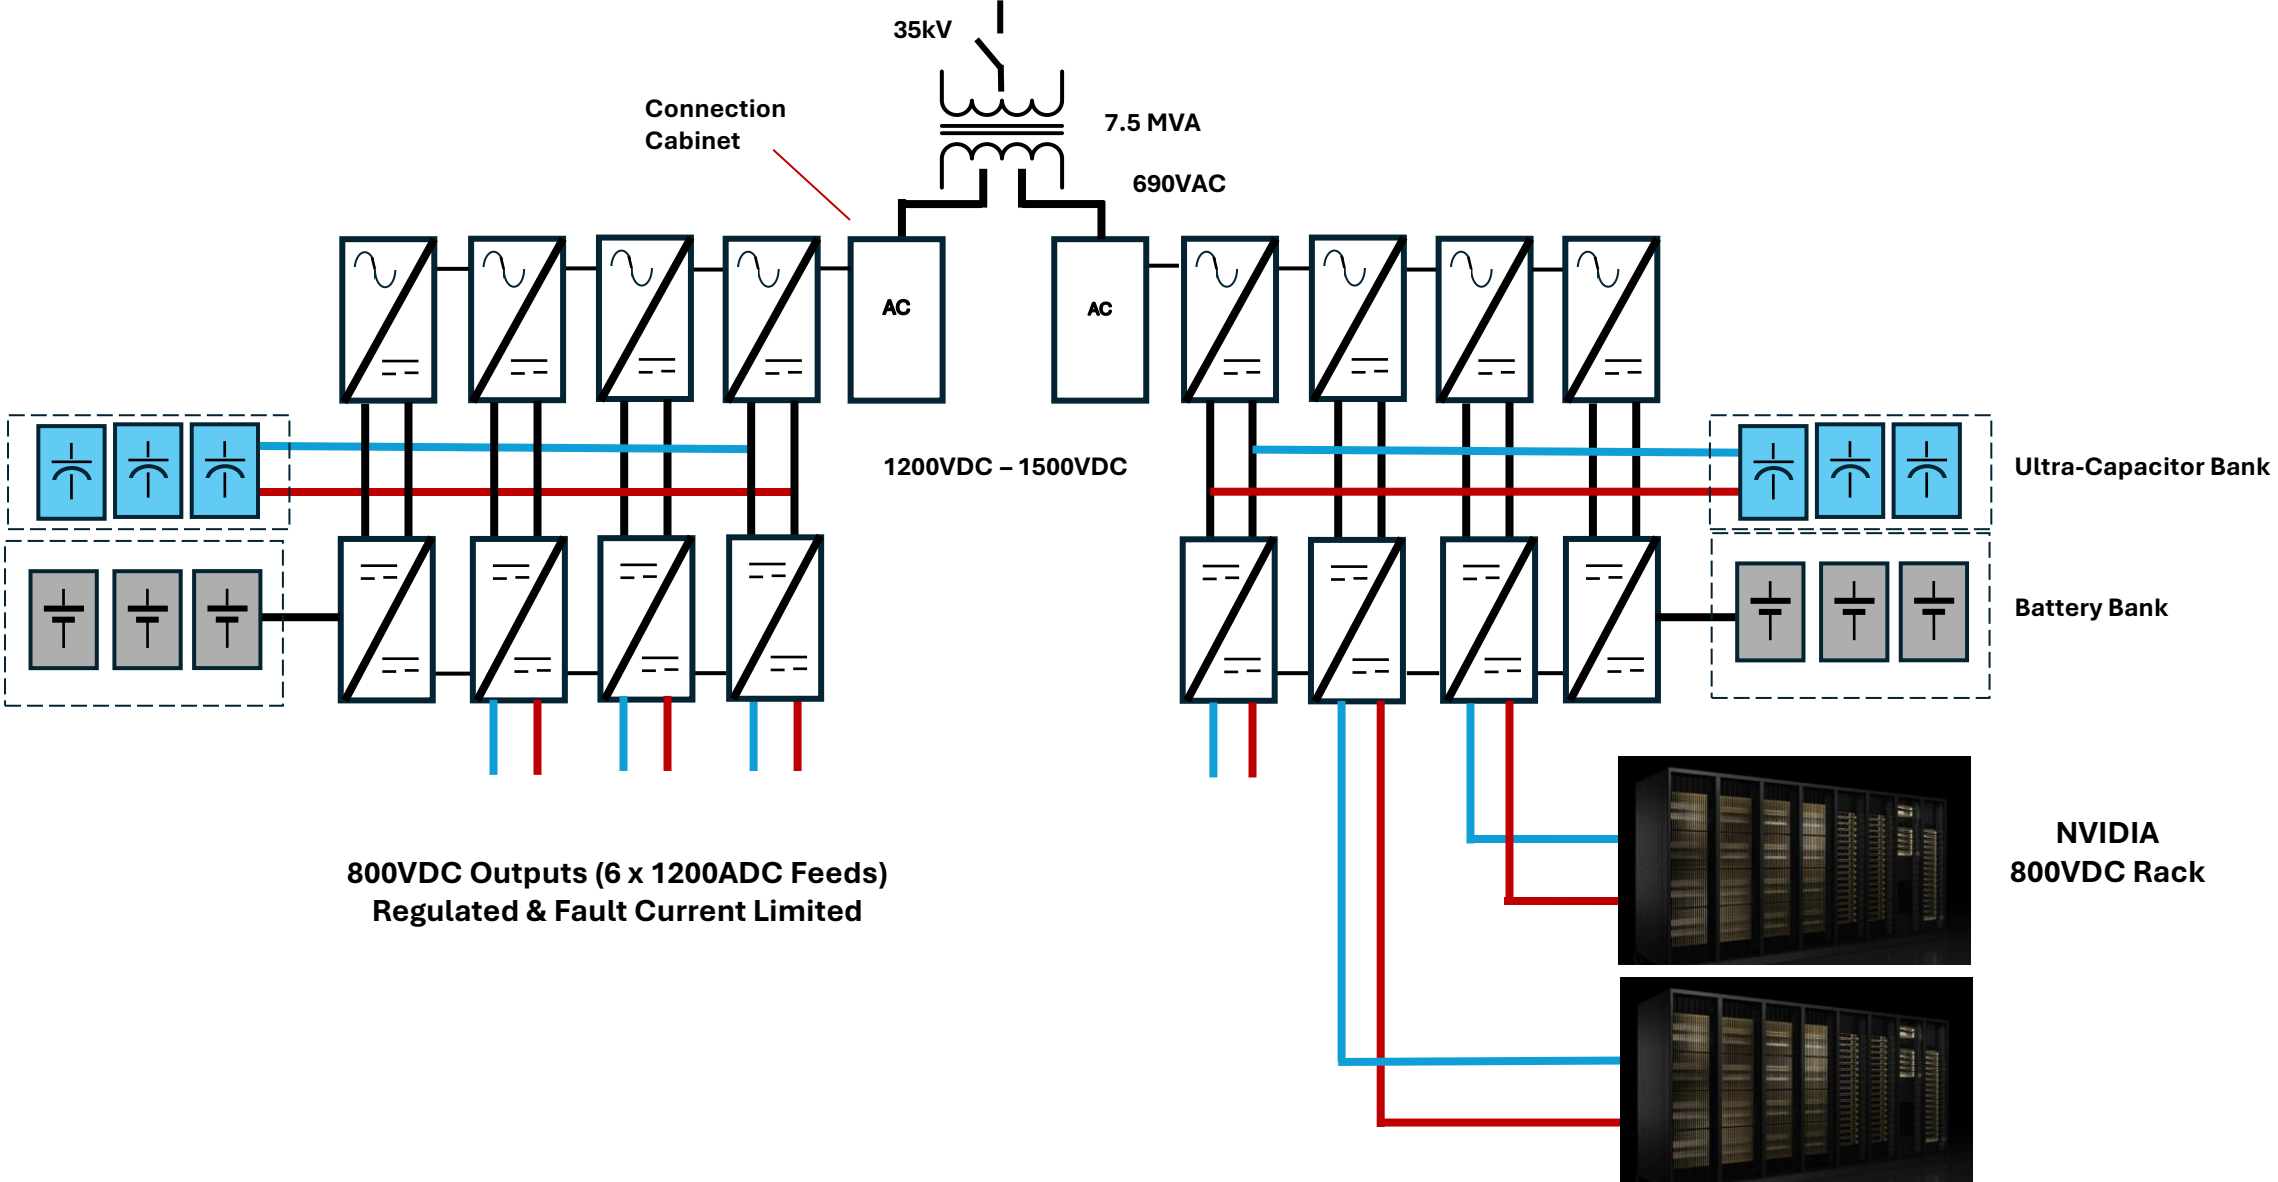 35kV
Connection
Cabinet
7.5 MVA
690VAC
AC
AC
1200VDC – 1500VDC
Ultra-Capacitor Bank
Battery Bank
800VDC Outputs (6 x 1200ADC Feeds)
Regulated & Fault Current Limited
NVIDIA
800VDC Rack